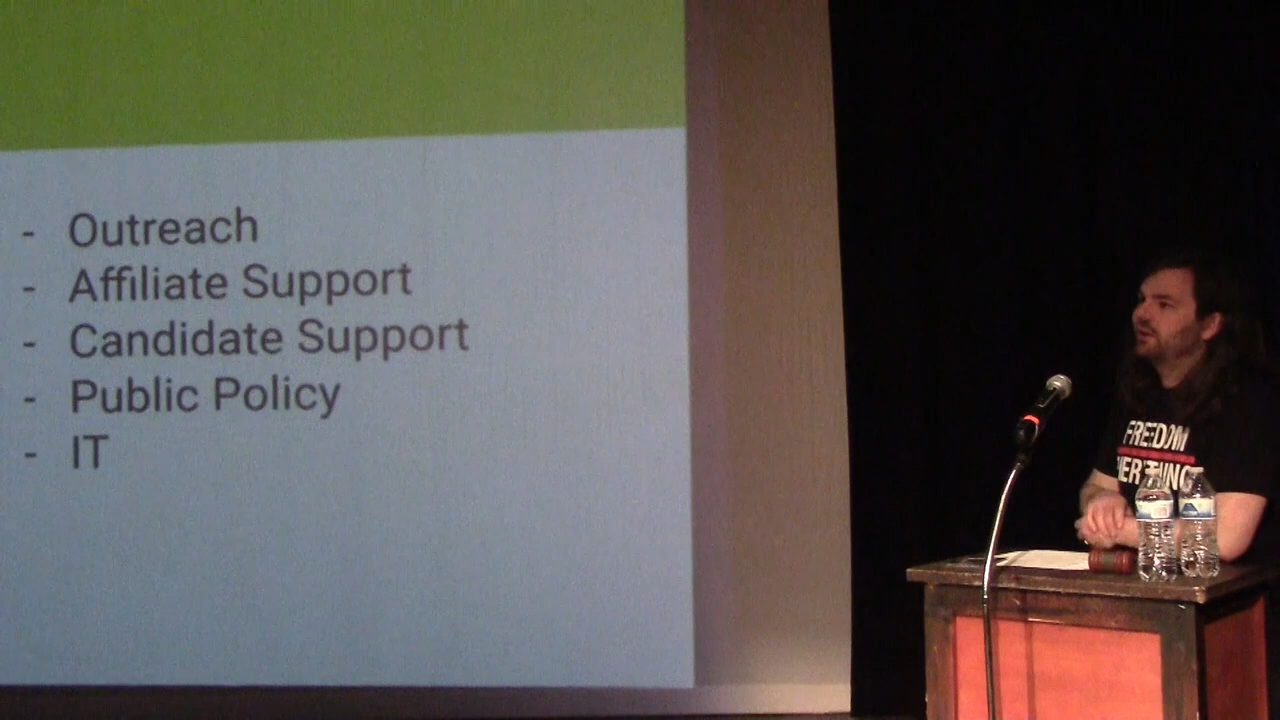 - Outreach
- Affiliate Support
- Candidate Support
- Public Policy
- IT
FREEDOM